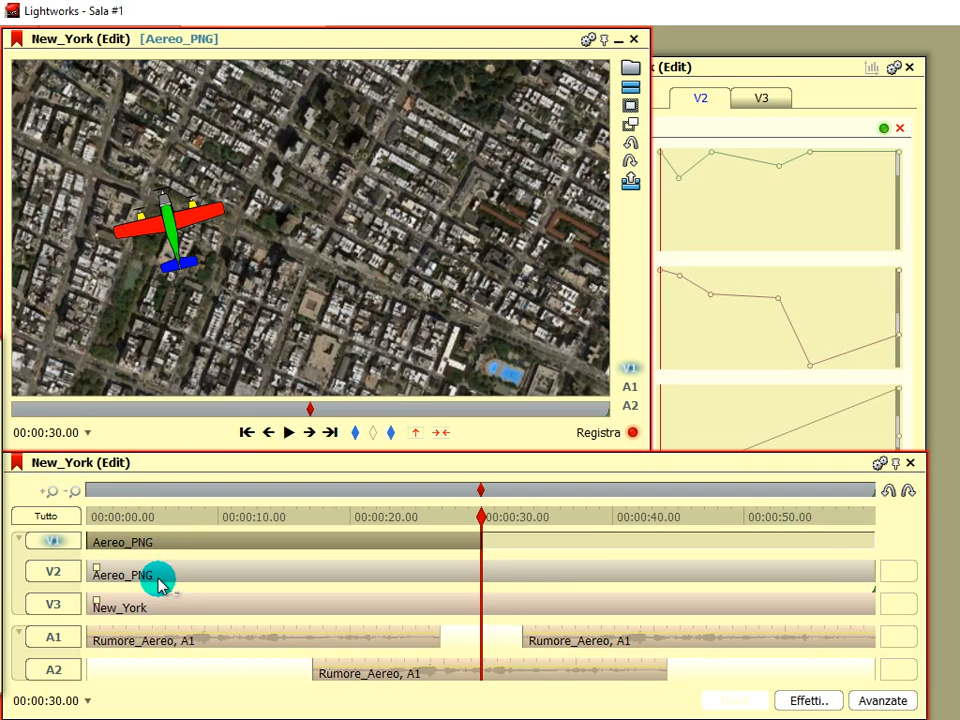 Lightworks - Sala #1
New_York (Edit) [Aereo_PNG]
(Edit)
V2 V3
V1
A1
A2
00:00:30.00
Registra
New_York (Edit)
Tutto
00:00:00.00 00:00:10.00 00:00:20.00 00:00:30.00 00:00:40.00 00:00:50.00
V1 Aereo_PNG
V2 Aereo_PNG
V3 New_York
A1 Rumore_Aereo, A1 Rumore_Aereo, A1
A2 Rumore_Aereo, A1
00:00:30.00
Effetti.. Avanzate